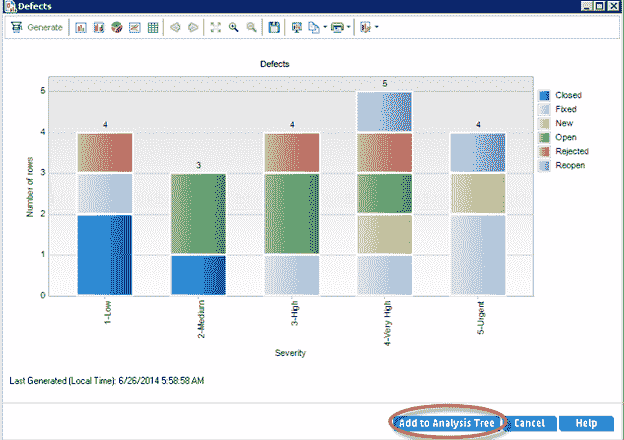 Defects
Generate
Defects
5
4
3
4
4
5
4
3
2
1
0
Number of rows
1-Low
2-Medium
3-High
4-Very High
5-Urgent
Severity
Closed
Fixed
New
Open
Rejected
Reopen
Last Generated (Local Time): 6/26/2014 5:58:58 AM
Add to Analysis Tree
Cancel
Help